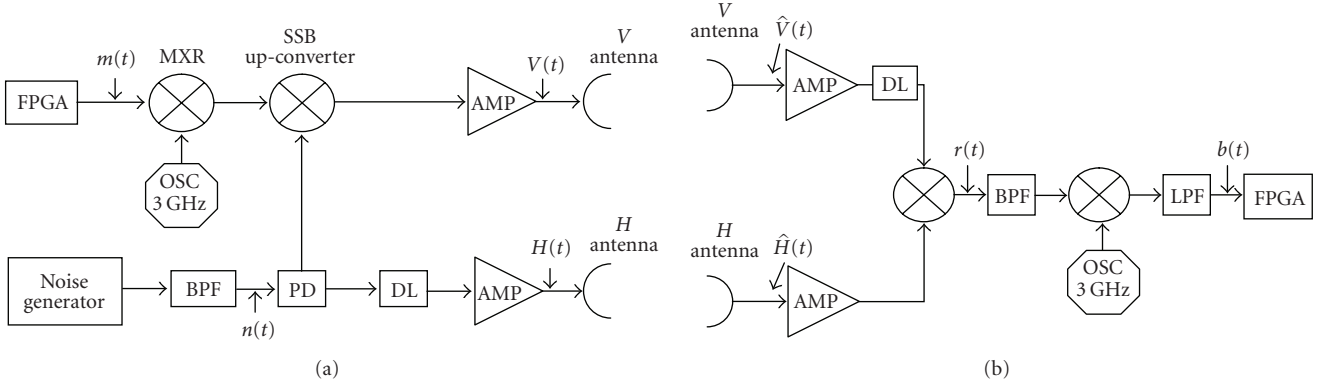 m(t)
MXR
SSB
up-converter
V
antenna
V(t)
FPGA
AMP
OSC
3 GHz
H
antenna
H(t)
Noise
generator
BPF
PD
DL
AMP
n(t)
(a)
V
antenna
V̂(t)
AMP
DL
r(t)
b(t)
BPF
LPF
FPGA
H
antenna
Ĥ(t)
AMP
OSC
3 GHz
(b)